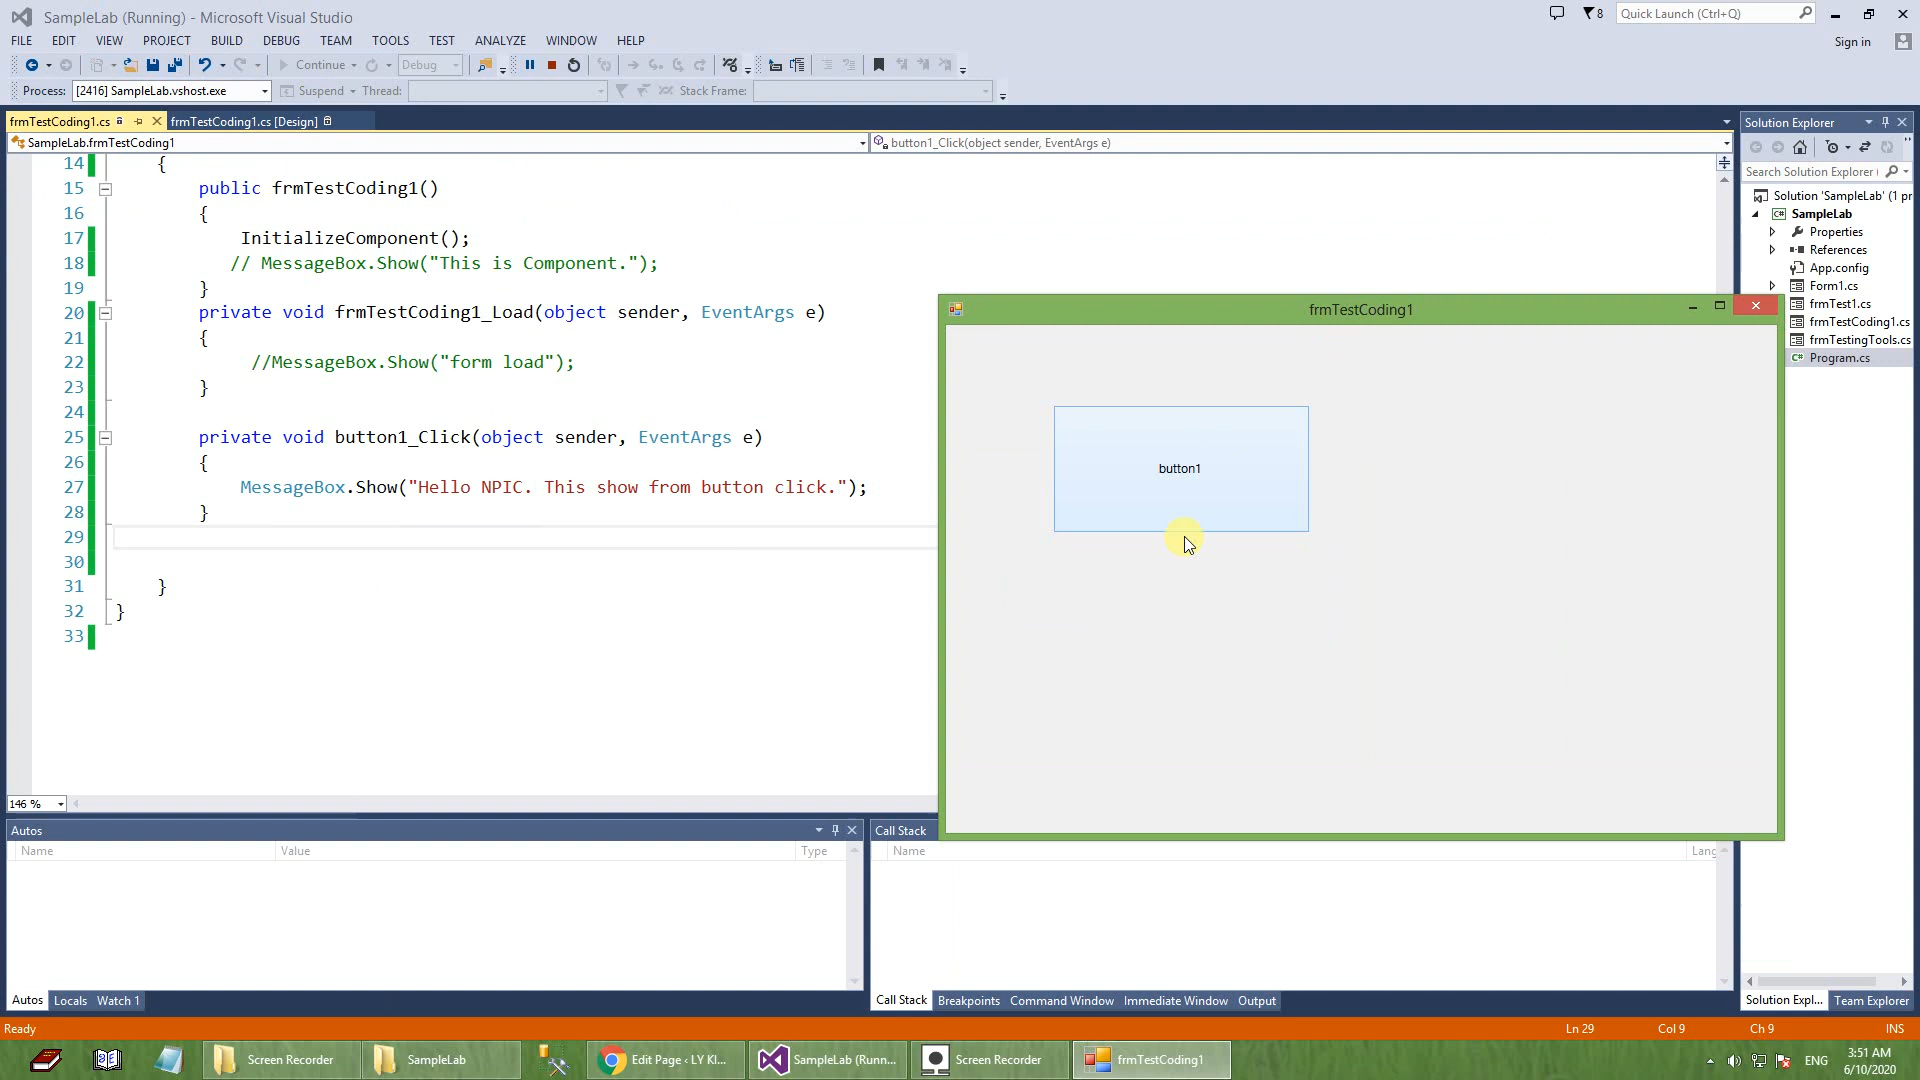 SampleLab (Running) - Microsoft Visual Studio
8
Quick Launch (Ctrl+Q)
FILE EDIT VIEW PROJECT BUILD DEBUG TEAM TOOLS TEST ANALYZE WINDOW HELP
Sign in
Continue Debug
Process: [2416] SampleLab.vshost.exe Suspend Thread: Stack Frame:
frmTestCoding1.cs frmTestCoding1.cs [Design]
SampleLab.frmTestCoding1 button1_Click(object sender, EventArgs e)
14 {
15 public frmTestCoding1()
16 {
17 InitializeComponent();
18 // MessageBox.Show("This is Component.");
19 }
20 private void frmTestCoding1_Load(object sender, EventArgs e)
21 {
22 //MessageBox.Show("form load");
23 }
24
25 private void button1_Click(object sender, EventArgs e)
26 {
27 MessageBox.Show("Hello NPIC. This show from button click.");
28 }
29
30
31 }
32 }
33
146 %
frmTestCoding1
button1
Solution Explorer
Search Solution Explorer (
Solution 'SampleLab' (1 pr
C# SampleLab
Properties
References
App.config
Form1.cs
frmTest1.cs
frmTestCoding1.cs
frmTestingTools.cs
C# Program.cs
Solution Expl... Team Explorer
Autos
Name Value Type
Autos Locals Watch 1
Call Stack
Name Lang
Call Stack Breakpoints Command Window Immediate Window Output
Ready Ln 29 Col 9 Ch 9 INS
Screen Recorder SampleLab Edit Page ‹ LY Kl... SampleLab (Runn... Screen Recorder frmTestCoding1
ENG
3:51 AM
6/10/2020